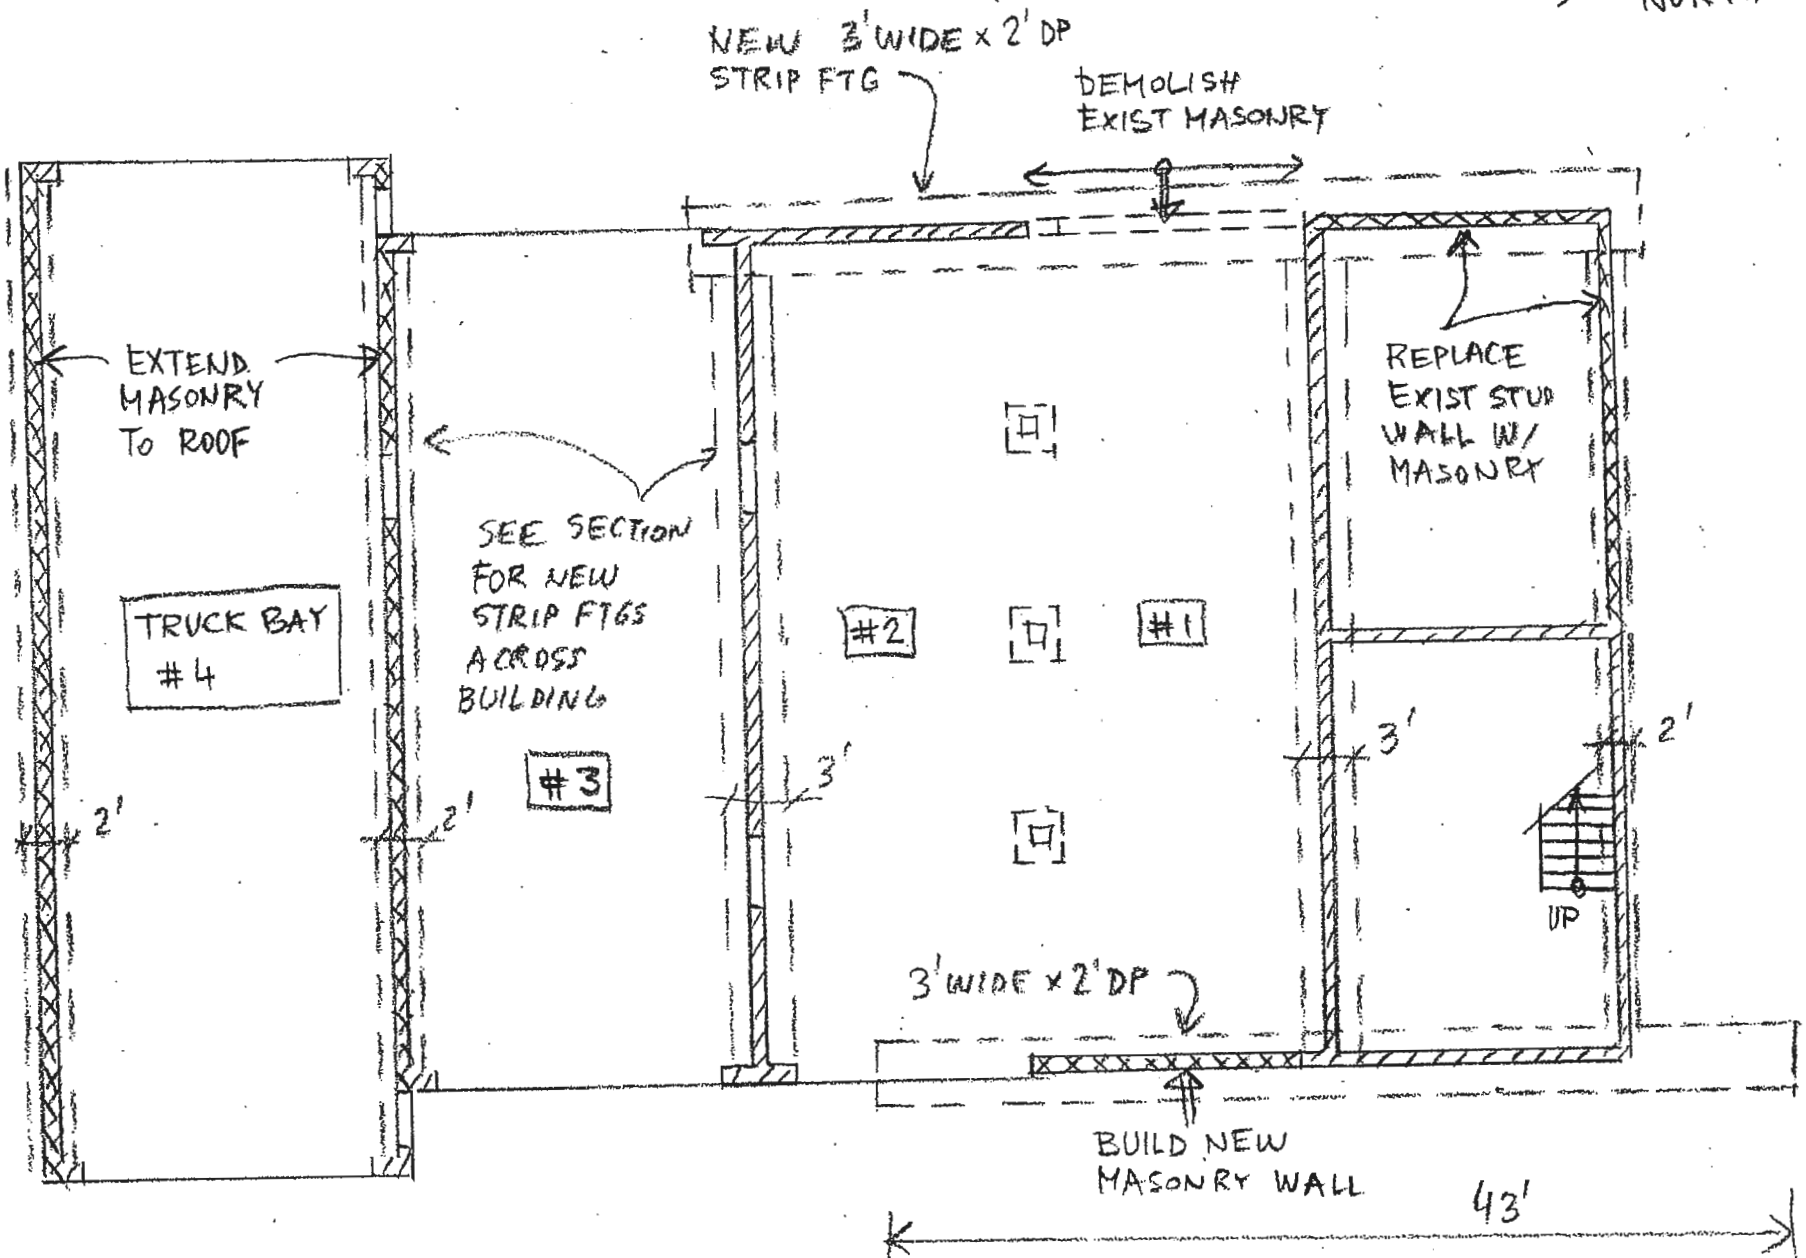 NORTH
NEW 3' WIDE x 2' DP
STRIP FTG
DEMOLISH
EXIST MASONRY
EXTEND
MASONRY
TO ROOF
REPLACE
EXIST STUD
WALL W/
MASONRY
SEE SECTION
FOR NEW
STRIP FTGS
ACROSS
BUILDING
TRUCK BAY
#4
#2
#1
#3
3'
3'
2'
2'
2'
UP
3' WIDE x 2' DP
BUILD NEW
MASONRY WALL
43'